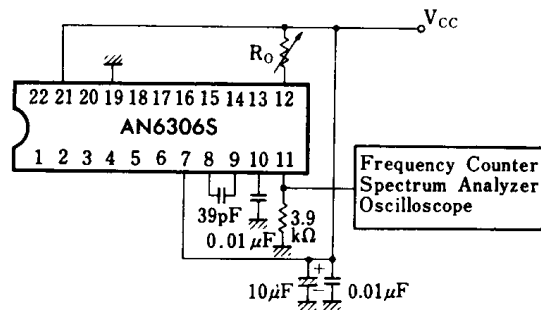 V_CC
R_O
22 21 20 19 18 17 16 15 14 13 12
AN6306S
1 2 3 4 5 6 7 8 9 10 11
Frequency Counter
Spectrum Analyzer
Oscilloscope
39pF
3.9
kΩ
0.01μF
+
−
10μF
0.01μF